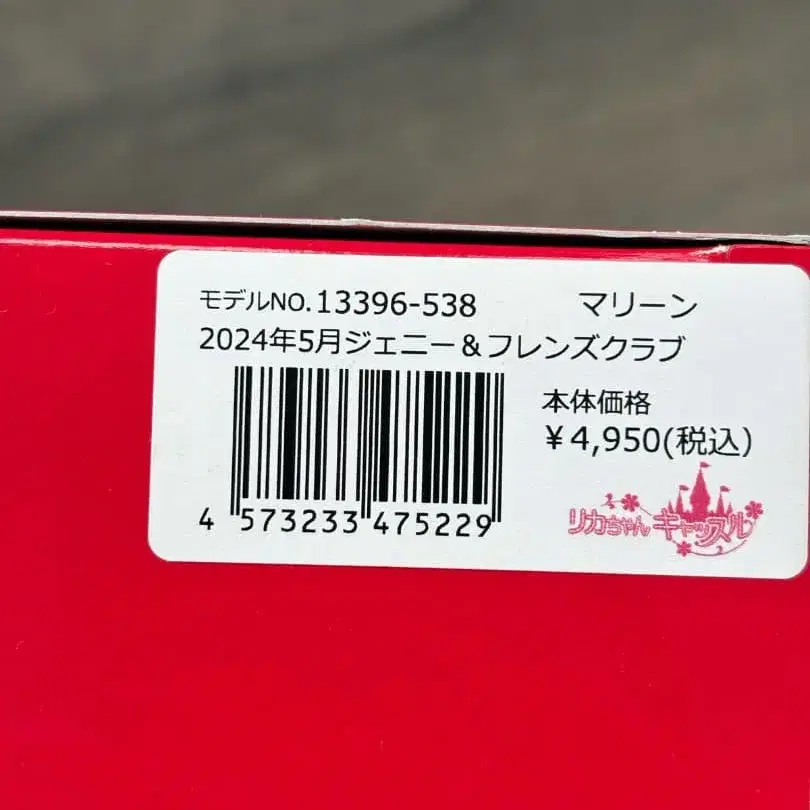 モデルNO.13396-538 マリーン
2024年5月ジェニー＆フレンズクラブ
本体価格
￥4,950(税込)
4 573233 475229
リカちゃん キャッスル